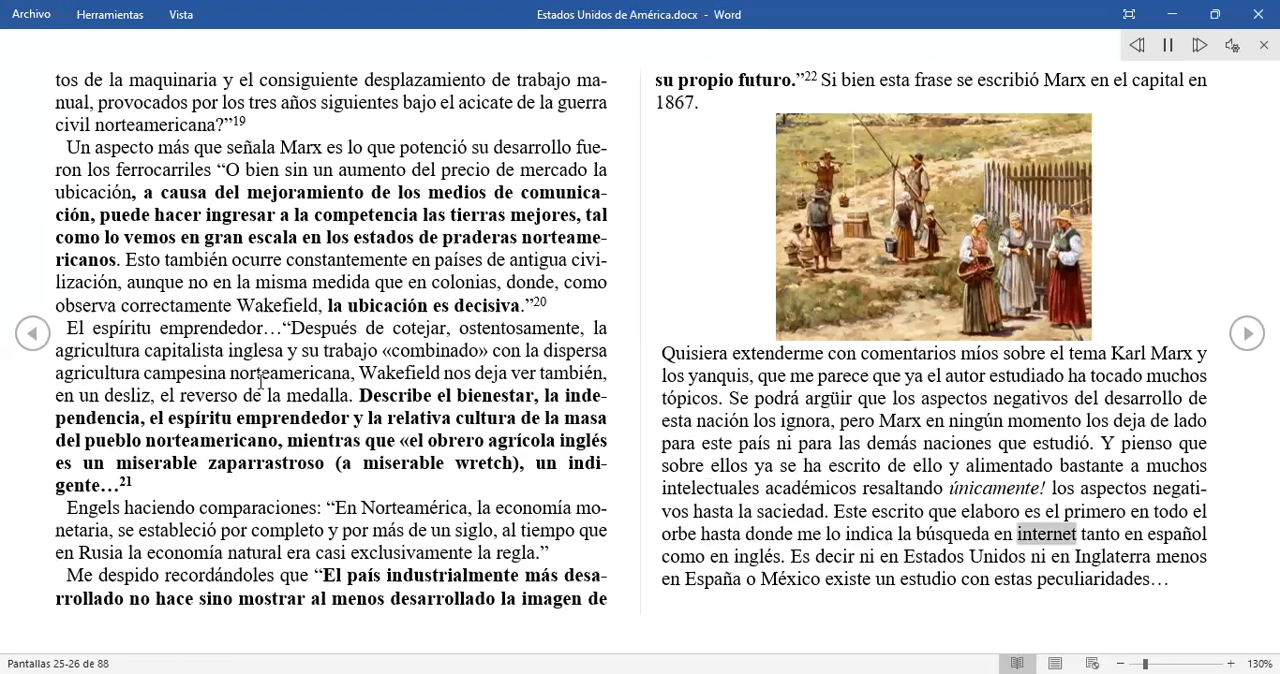 Archivo
Herramientas
Vista
Estados Unidos de América.docx - Word
tos de la maquinaria y el consiguiente desplazamiento de trabajo ma-
nual, provocados por los tres años siguientes bajo el acicate de la guerra
civil norteamericana?”19
Un aspecto más que señala Marx es lo que potenció su desarrollo fue-
ron los ferrocarriles “O bien sin un aumento del precio de mercado la
ubicación, a causa del mejoramiento de los medios de comunica-
ción, puede hacer ingresar a la competencia las tierras mejores, tal
como lo vemos en gran escala en los estados de praderas norteame-
ricanos. Esto también ocurre constantemente en países de antigua civi-
lización, aunque no en la misma medida que en colonias, donde, como
observa correctamente Wakefield, la ubicación es decisiva.”20
El espíritu emprendedor…“Después de cotejar, ostentosamente, la
agricultura capitalista inglesa y su trabajo «combinado» con la dispersa
agricultura campesina norteamericana, Wakefield nos deja ver también,
en un desliz, el reverso de la medalla. Describe el bienestar, la inde-
pendencia, el espíritu emprendedor y la relativa cultura de la masa
del pueblo norteamericano, mientras que «el obrero agrícola inglés
es un miserable zaparrastroso (a miserable wretch), un indi-
gente…21
Engels haciendo comparaciones: “En Norteamérica, la economía mo-
netaria, se estableció por completo y por más de un siglo, al tiempo que
en Rusia la economía natural era casi exclusivamente la regla.”
Me despido recordándoles que “El país industrialmente más desa-
rrollado no hace sino mostrar al menos desarrollado la imagen de
su propio futuro.”22 Si bien esta frase se escribió Marx en el capital en
1867.
Quisiera extenderme con comentarios míos sobre el tema Karl Marx y
los yanquis, que me parece que ya el autor estudiado ha tocado muchos
tópicos. Se podrá argüir que los aspectos negativos del desarrollo de
esta nación los ignora, pero Marx en ningún momento los deja de lado
para este país ni para las demás naciones que estudió. Y pienso que
sobre ellos ya se ha escrito de ello y alimentado bastante a muchos
intelectuales académicos resaltando únicamente! los aspectos negati-
vos hasta la saciedad. Este escrito que elaboro es el primero en todo el
orbe hasta donde me lo indica la búsqueda en internet tanto en español
como en inglés. Es decir ni en Estados Unidos ni en Inglaterra menos
en España o México existe un estudio con estas peculiaridades…
Pantallas 25-26 de 88
130%